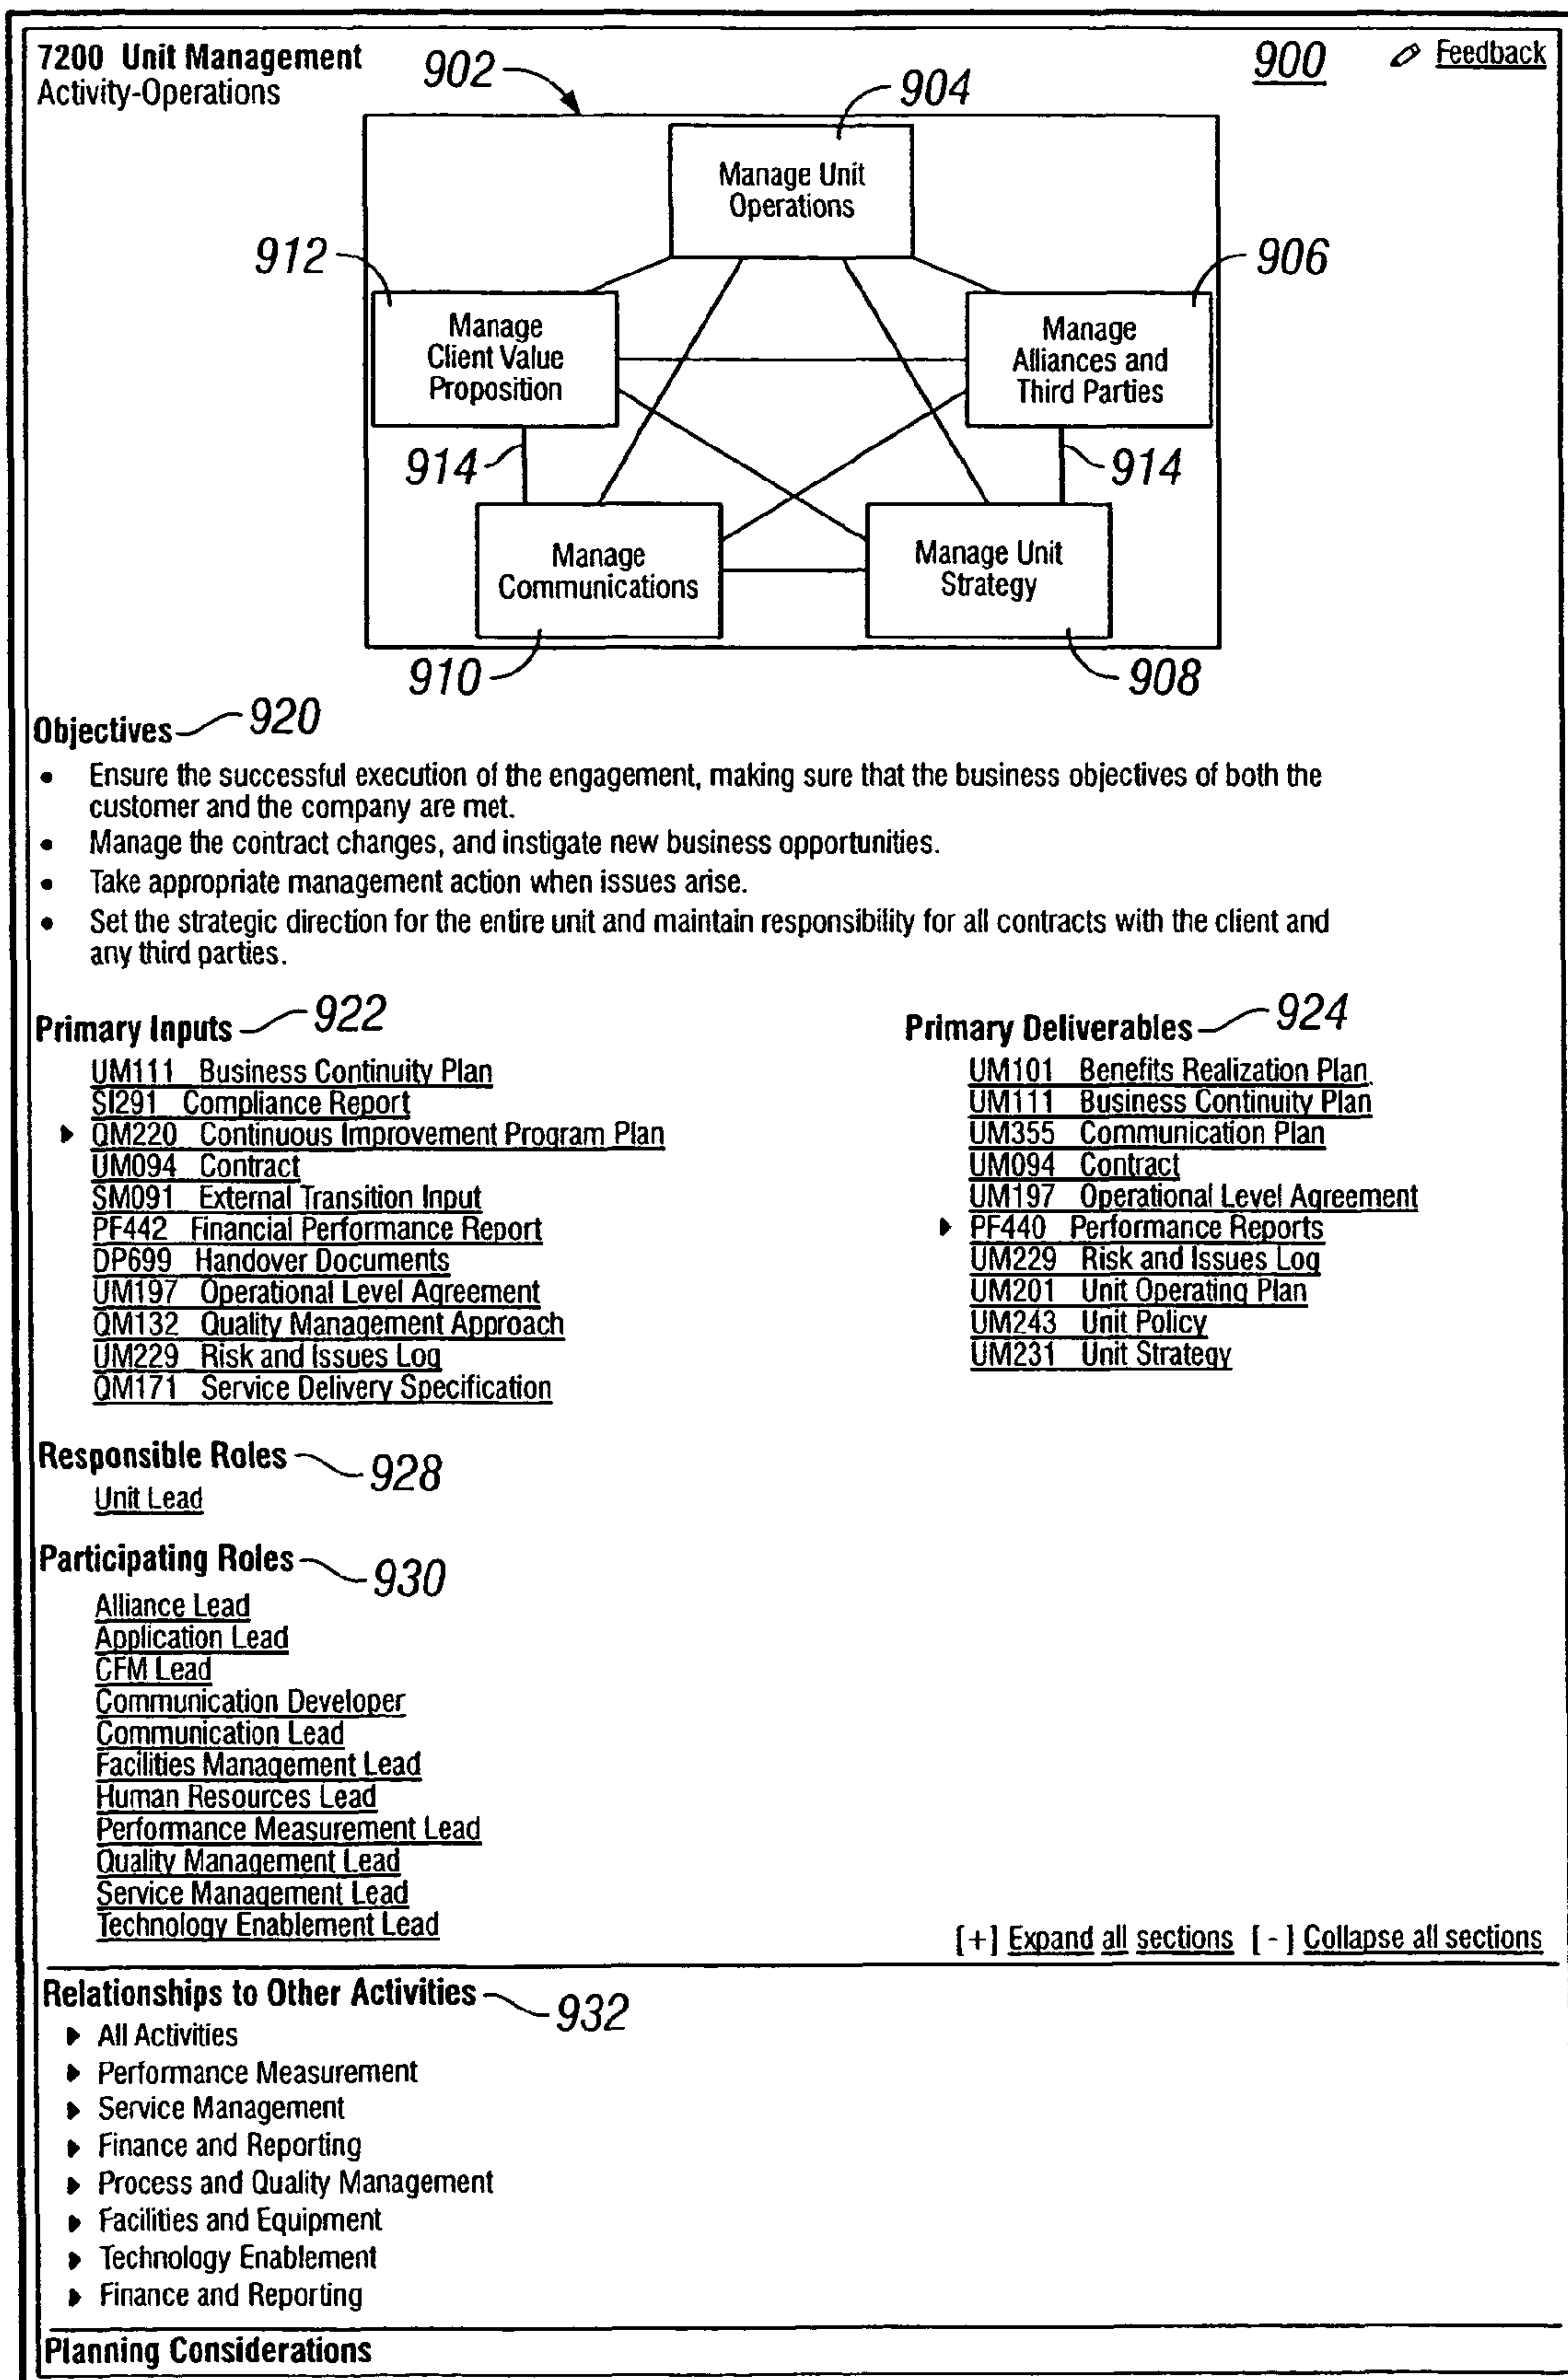 7200 Unit Management
Activity-Operations
902
904
900
Feedback
Manage Unit
Operations
912
906
Manage
Client Value
Proposition
Manage
Alliances and
Third Parties
914
914
Manage
Communications
Manage Unit
Strategy
910
908
Objectives
920
• Ensure the successful execution of the engagement, making sure that the business objectives of both the
customer and the company are met.
• Manage the contract changes, and instigate new business opportunities.
• Take appropriate management action when issues arise.
• Set the strategic direction for the entire unit and maintain responsibility for all contracts with the client and
any third parties.
Primary Inputs
922
UM111 Business Continuity Plan
SI291 Compliance Report
QM220 Continuous Improvement Program Plan
UM094 Contract
SM091 External Transition Input
PF442 Financial Performance Report
DP699 Handover Documents
UM197 Operational Level Agreement
QM132 Quality Management Approach
UM229 Risk and Issues Log
QM171 Service Delivery Specification
Primary Deliverables
924
UM101 Benefits Realization Plan
UM111 Business Continuity Plan
UM355 Communication Plan
UM094 Contract
UM197 Operational Level Agreement
PF440 Performance Reports
UM229 Risk and Issues Log
UM201 Unit Operating Plan
UM243 Unit Policy
UM231 Unit Strategy
Responsible Roles
928
Unit Lead
Participating Roles
930
Alliance Lead
Application Lead
CFM Lead
Communication Developer
Communication Lead
Facilities Management Lead
Human Resources Lead
Performance Measurement Lead
Quality Management Lead
Service Management Lead
Technology Enablement Lead
[+] Expand all sections [-] Collapse all sections
Relationships to Other Activities
932
All Activities
Performance Measurement
Service Management
Finance and Reporting
Process and Quality Management
Facilities and Equipment
Technology Enablement
Finance and Reporting
Planning Considerations